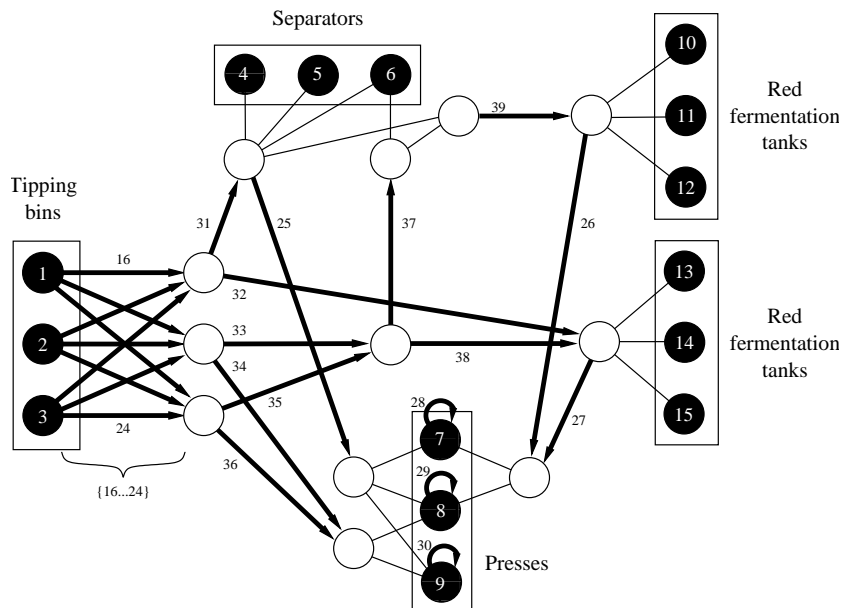 Separators
4 5 6
10
11
12
Red
fermentation
tanks
39
Tipping
bins
31
25
37
26
16
1
2
3
32
33
34
38
35
24
36
{16...24}
13
14
15
Red
fermentation
tanks
27
28
7
29
8
30
9
Presses